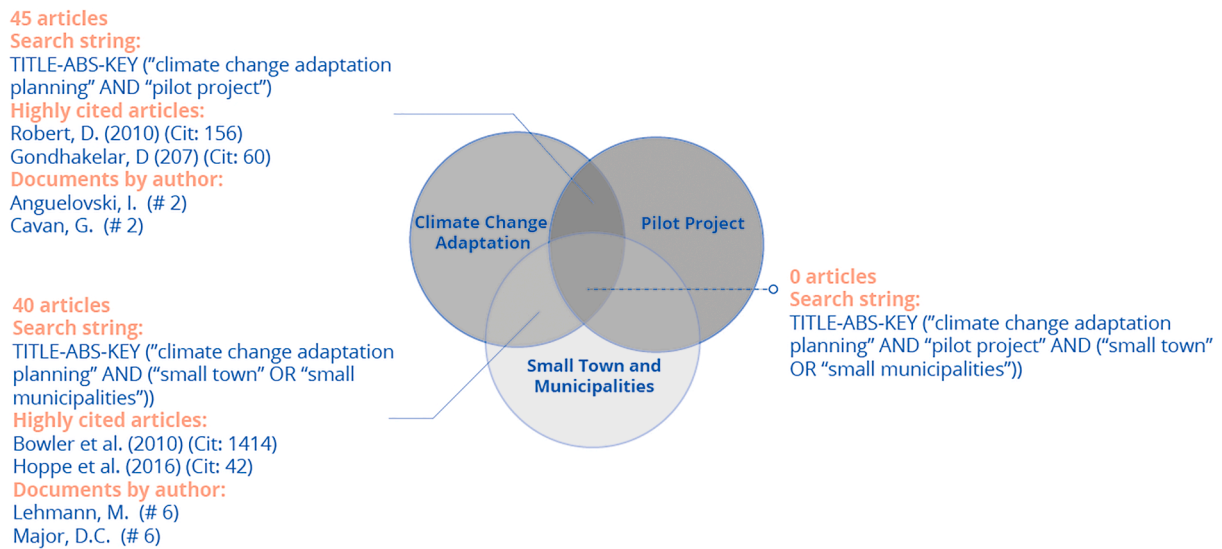 45 articles
Search string:
TITLE-ABS-KEY (”climate change adaptation
planning” AND “pilot project”)
Highly cited articles:
Robert, D. (2010) (Cit: 156)
Gondhakelar, D (207) (Cit: 60)
Documents by author:
Anguelovski, I. (# 2)
Cavan, G. (# 2)
40 articles
Search string:
TITLE-ABS-KEY (”climate change adaptation
planning” AND (“small town” OR “small
municipalities”))
Highly cited articles:
Bowler et al. (2010) (Cit: 1414)
Hoppe et al. (2016) (Cit: 42)
Documents by author:
Lehmann, M. (# 6)
Major, D.C. (# 6)
Climate Change
Adaptation
Pilot Project
Small Town and
Municipalities
0 articles
Search string:
TITLE-ABS-KEY (”climate change adaptation
planning” AND “pilot project” AND (“small town”
OR “small municipalities”))